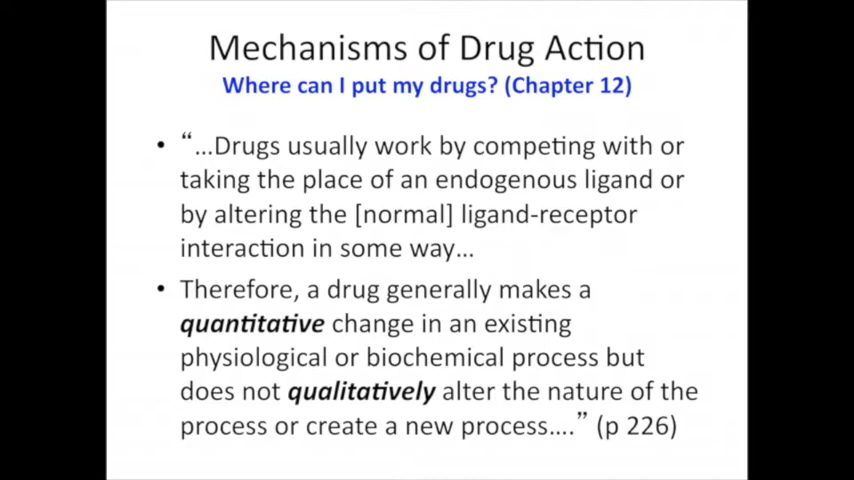 Mechanisms of Drug Action
Where can I put my drugs? (Chapter 12)
• “…Drugs usually work by competing with or
taking the place of an endogenous ligand or
by altering the [normal] ligand-receptor
interaction in some way…
• Therefore, a drug generally makes a
quantitative change in an existing
physiological or biochemical process but
does not qualitatively alter the nature of the
process or create a new process….” (p 226)